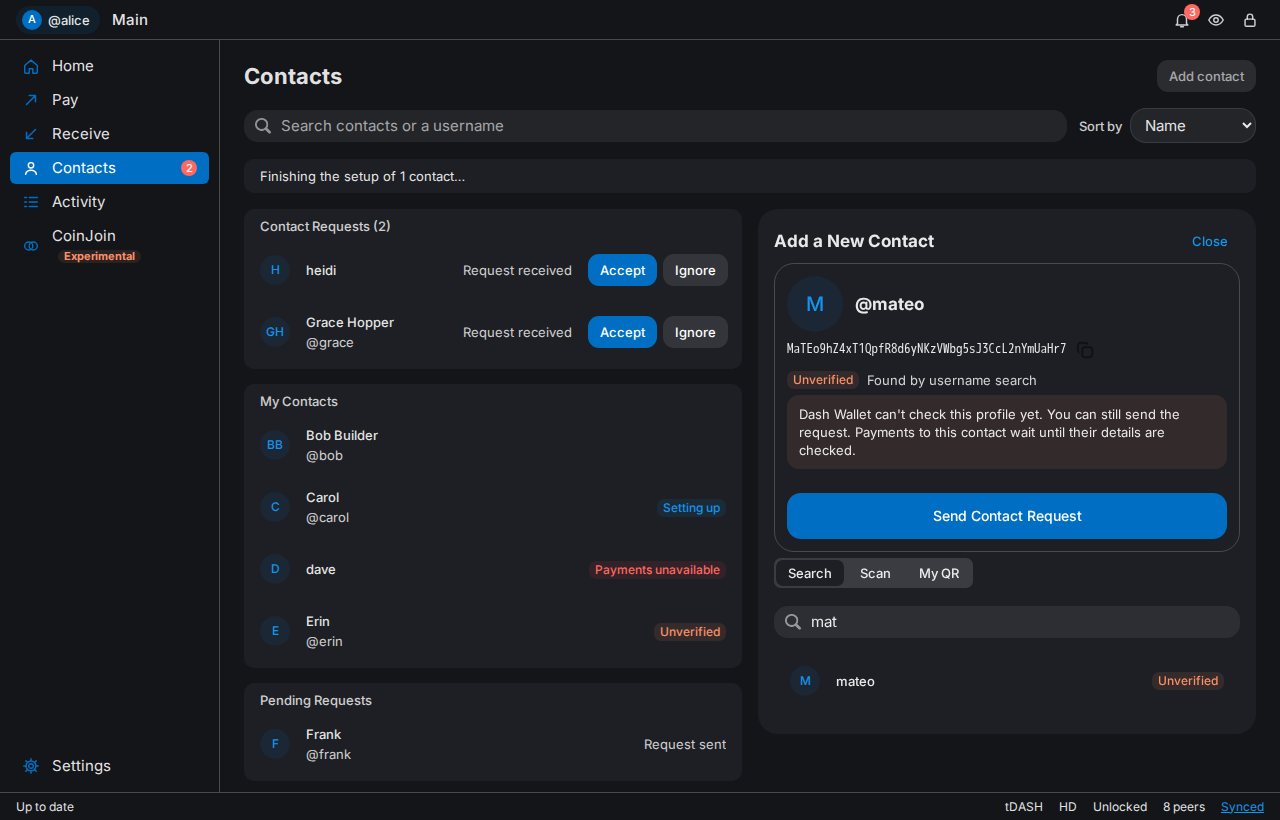 A @alice Main 3
Home
Pay
Receive
Contacts 2
Activity
CoinJoin
Experimental
Settings
Contacts
Add contact
Search contacts or a username
Sort by Name
Finishing the setup of 1 contact...
Contact Requests (2)
H heidi Request received Accept Ignore
GH Grace Hopper
@grace
Request received Accept Ignore
My Contacts
BB Bob Builder
@bob
C Carol
@carol
Setting up
D dave Payments unavailable
E Erin
@erin
Unverified
Pending Requests
F Frank
@frank
Request sent
Add a New Contact Close
M @mateo
MaTEo9hZ4xT1QpfR8d6yNKzVWbg5sJ3CcL2nYmUaHr7
Unverified Found by username search
Dash Wallet can't check this profile yet. You can still send the
request. Payments to this contact wait until their details are
checked.
Send Contact Request
Search Scan My QR
mat
M mateo Unverified
Up to date tDASH HD Unlocked 8 peers Synced